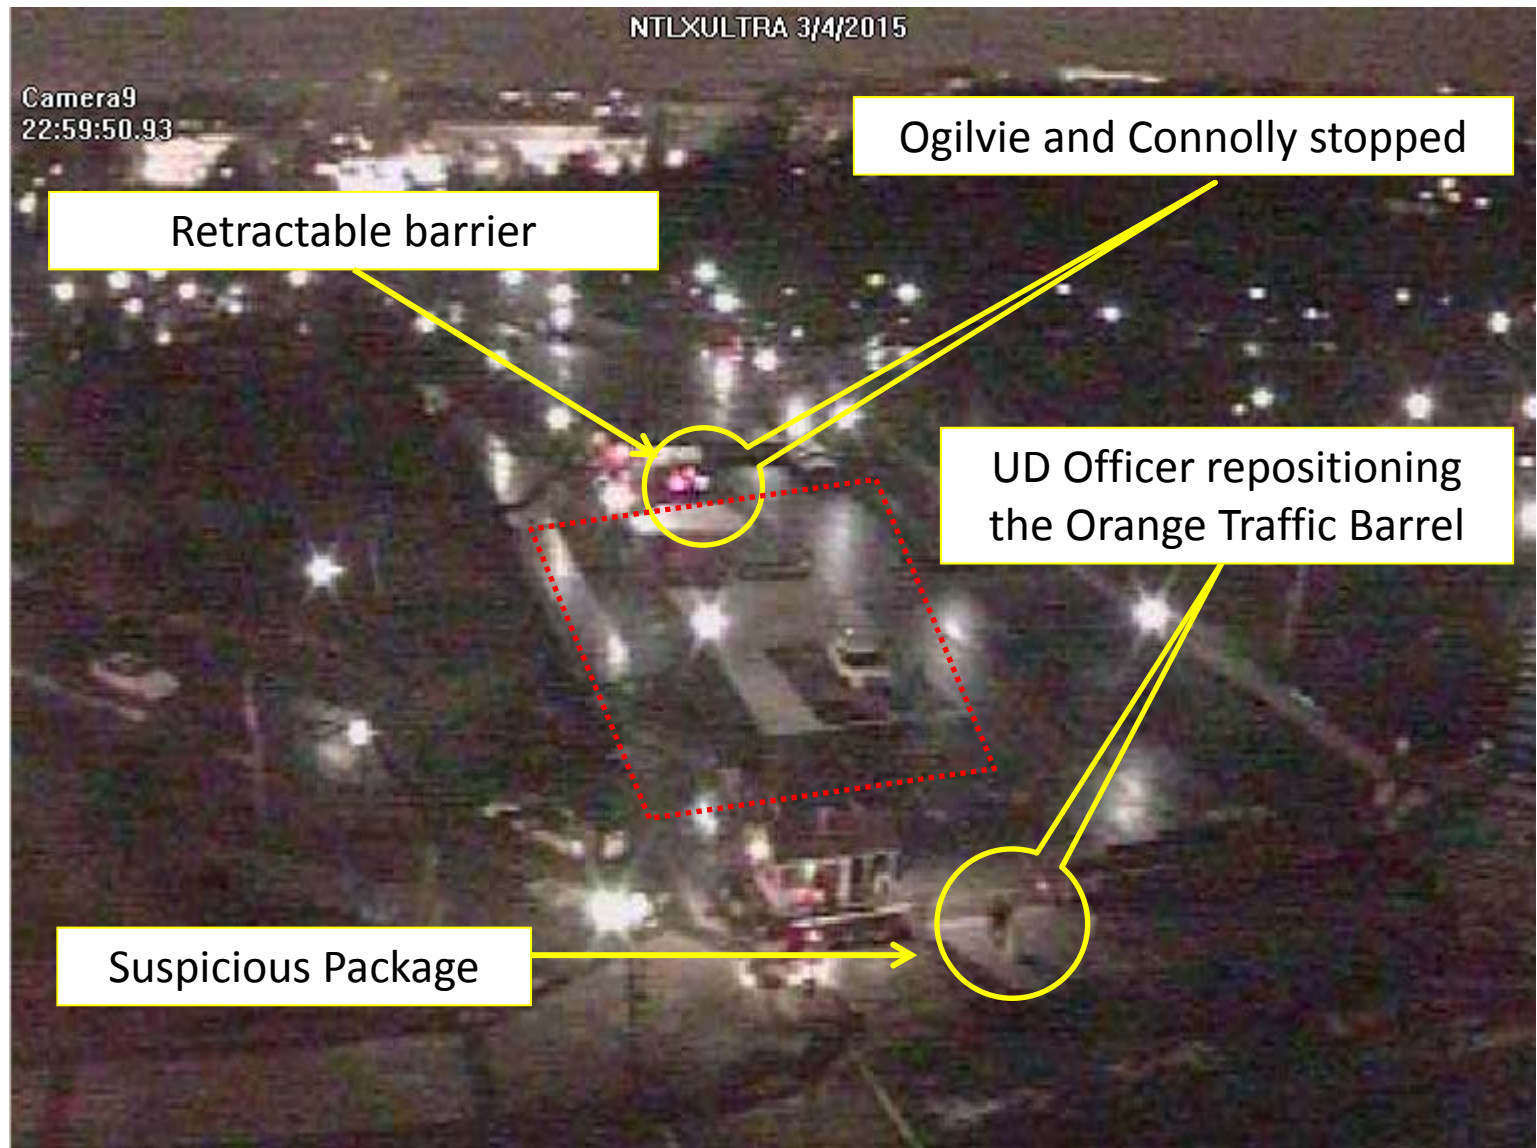 NTLXULTRA 3/4/2015
Camera9
22:59:50.93
Ogilvie and Connolly stopped
Retractable barrier
UD Officer repositioning
the Orange Traffic Barrel
Suspicious Package